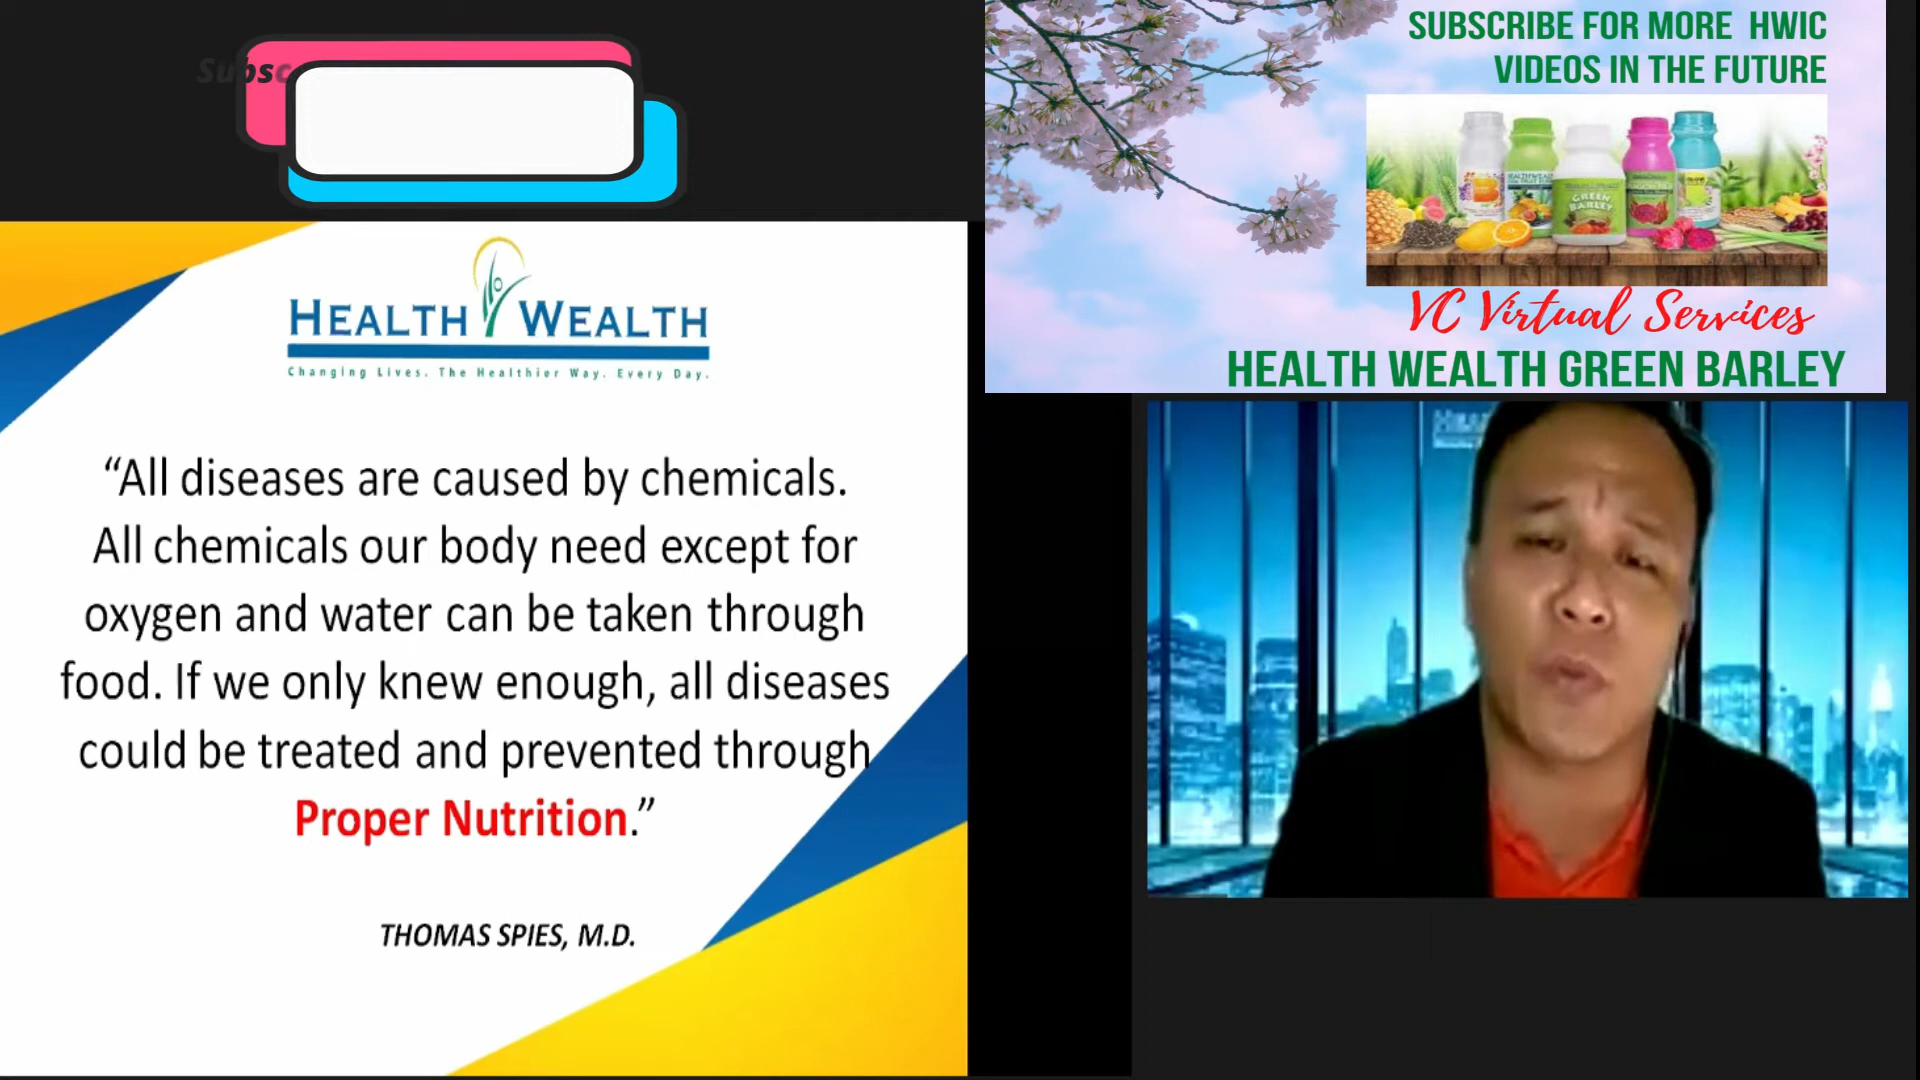 Subsc
SUBSCRIBE FOR MORE HWIC
VIDEOS IN THE FUTURE
GREEN
BARLEY
VC Virtual Services
HEALTH WEALTH GREEN BARLEY
HEALTH WEALTH
Changing Lives. The Healthier Way. Every Day.
“All diseases are caused by chemicals.
All chemicals our body need except for
oxygen and water can be taken through
food. If we only knew enough, all diseases
could be treated and prevented through
Proper Nutrition.”
THOMAS SPIES, M.D.